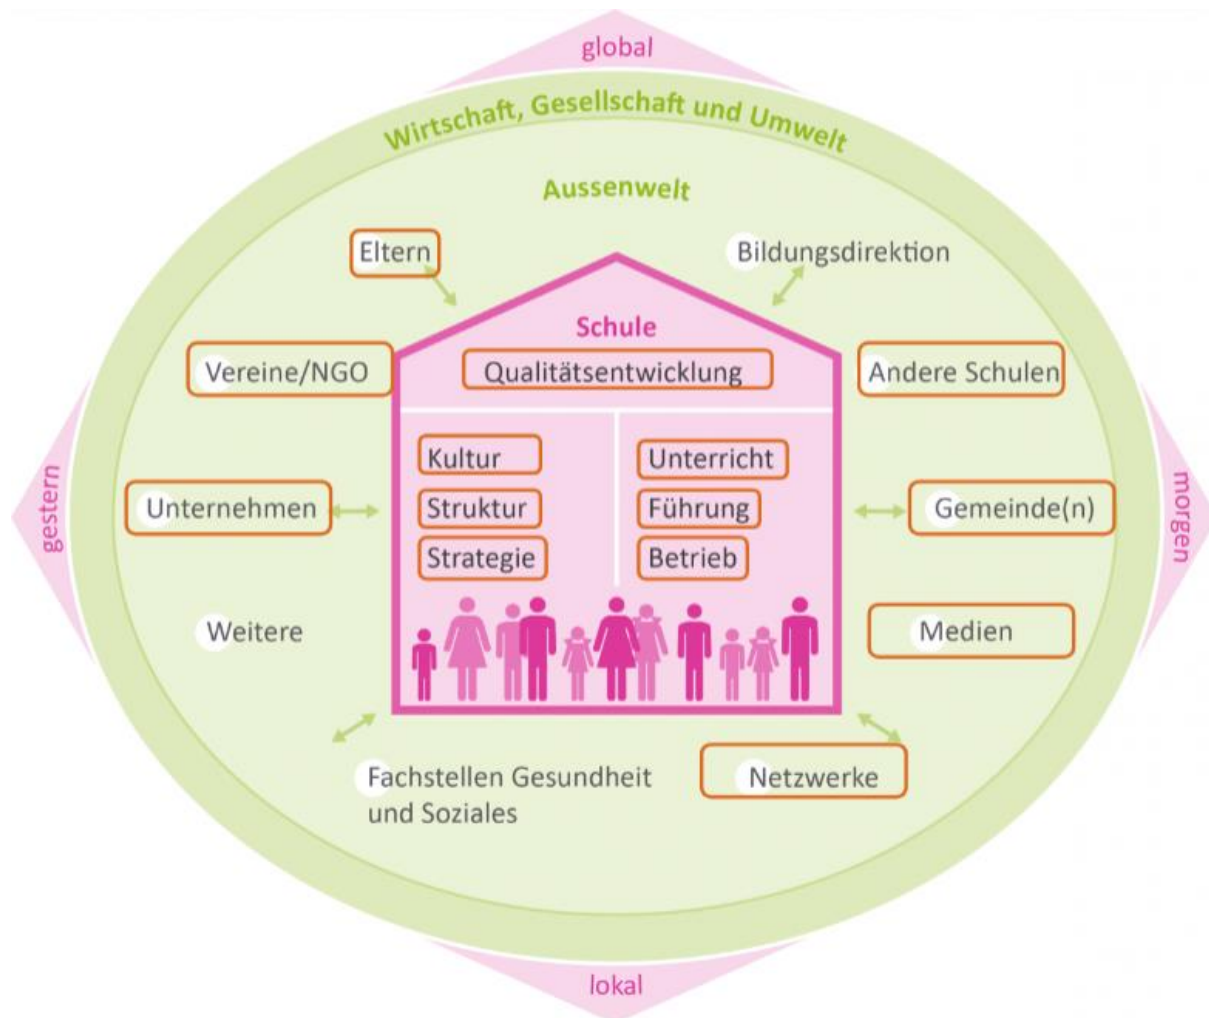 global
Wirtschaft, Gesellschaft und Umwelt
Aussenwelt
Eltern
Bildungsdirektion
Schule
Qualitätsentwicklung
Vereine/NGO
Andere Schulen
Kultur
Unterricht
Struktur
Führung
Strategie
Betrieb
Unternehmen
Gemeinde(n)
gestern
morgen
Weitere
Medien
Fachstellen Gesundheit
und Soziales
Netzwerke
lokal